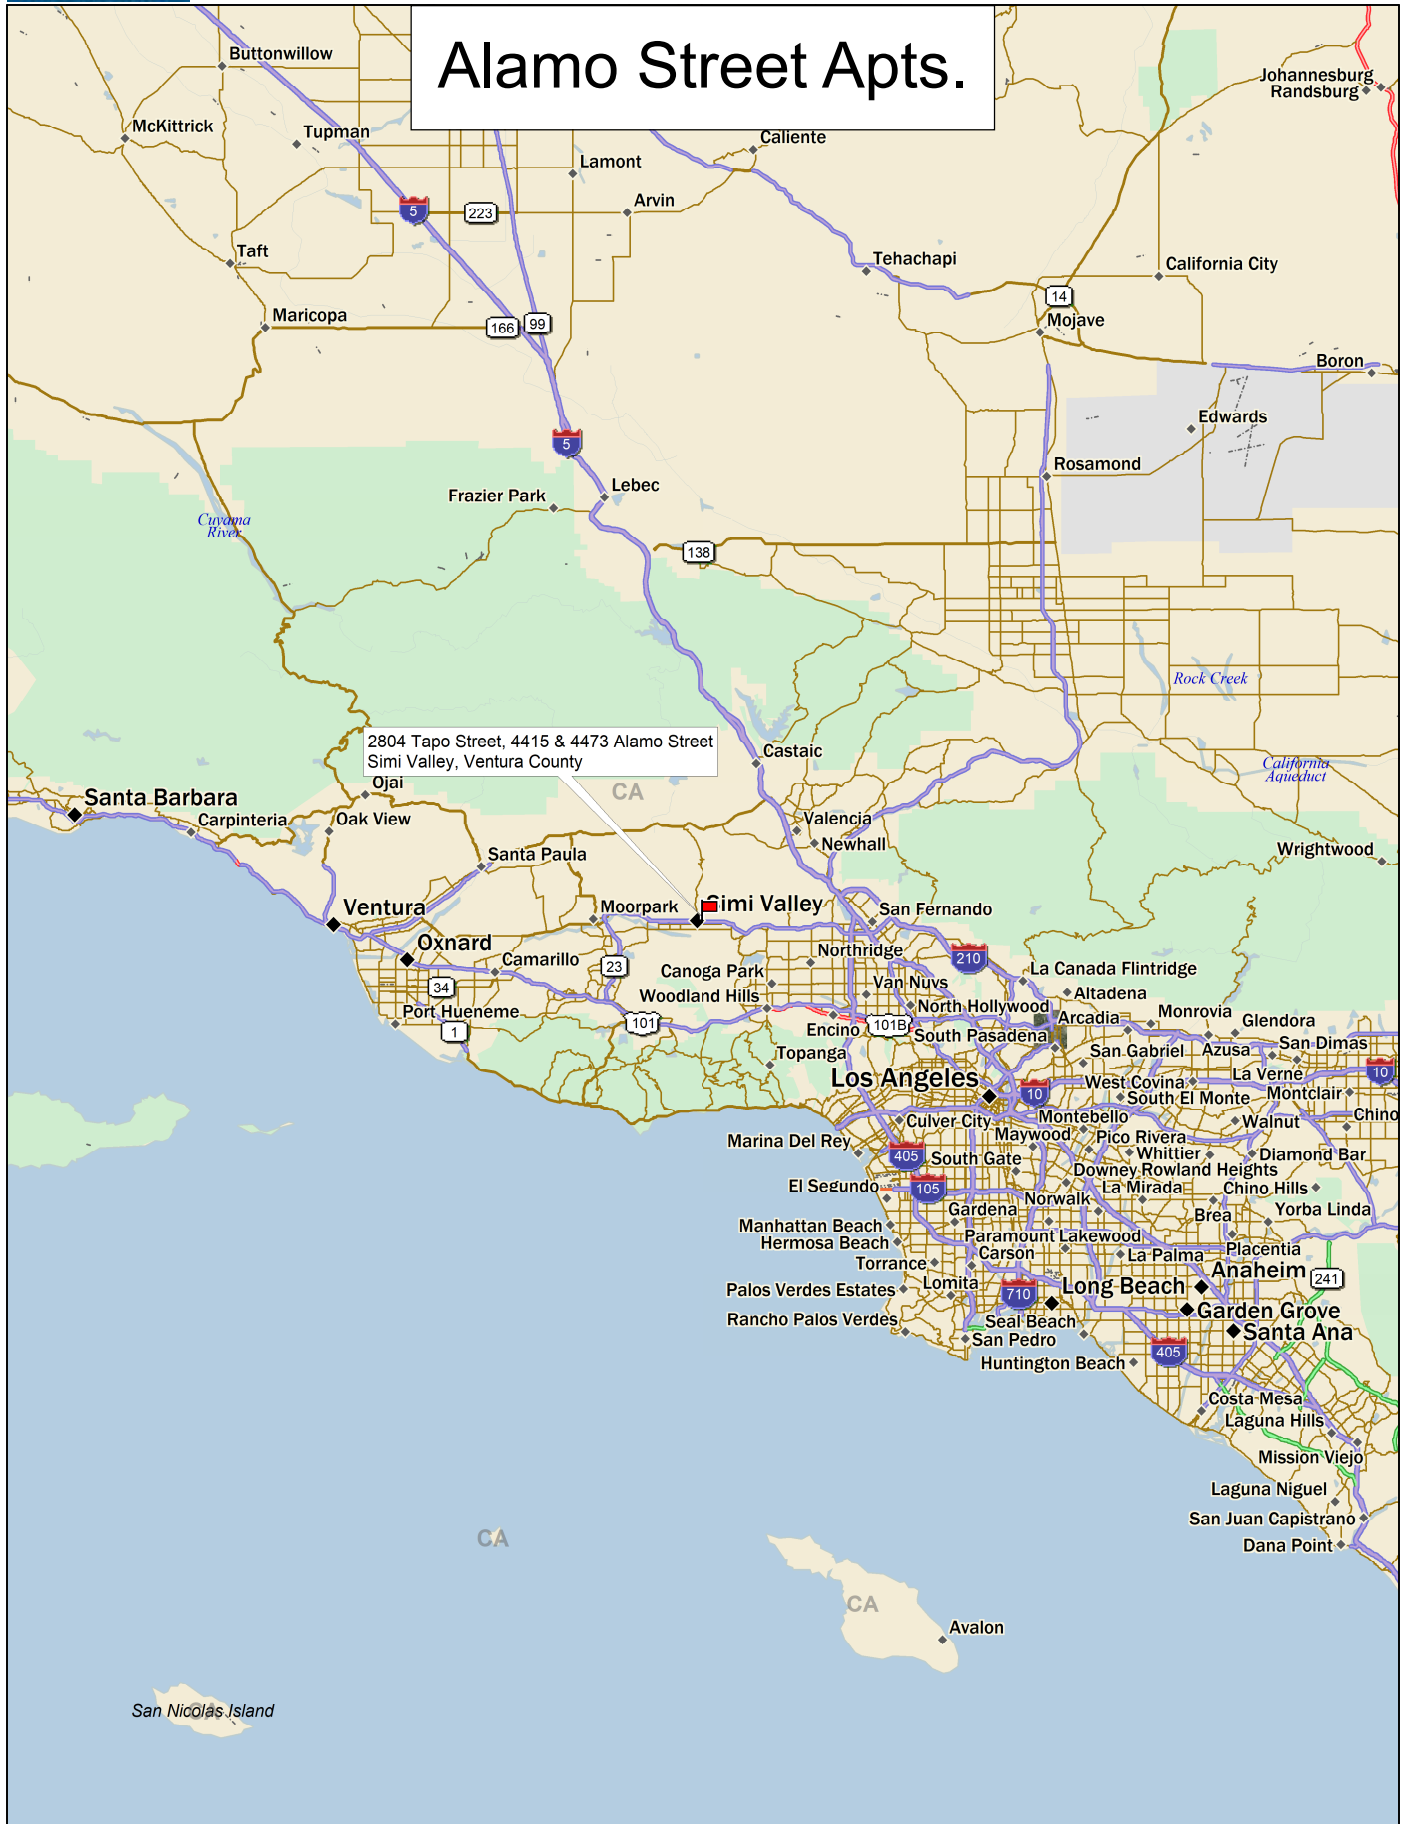 Alamo Street Apts.
Buttonwillow
Johannesburg
Randsburg
McKittrick
Tupman
Caliente
Lamont
Arvin
5
223
Taft
Tehachapi
California City
14
Maricopa
166
99
Mojave
Boron
Edwards
5
Rosamond
Lebec
Frazier Park
Cuyama
River
138
Rock Creek
2804 Tapo Street, 4415 & 4473 Alamo Street
Simi Valley, Ventura County
Castaic
California
Aqueduct
Ojai
CA
Santa Barbara
Carpinteria
Oak View
Valencia
Newhall
Santa Paula
Wrightwood
Ventura
Moorpark
Simi Valley
San Fernando
Oxnard
Camarillo
23
Northridge
210
Canoga Park
La Canada Flintridge
34
Woodland Hills
Van Nuys
Altadena
Port Hueneme
North Hollywood
Monrovia
1
101
Encino
101B
Arcadia
Glendora
South Pasadena
San Gabriel
Azusa
San Dimas
Topanga
Los Angeles
La Verne
10
10
West Covina
South El Monte
Montclair
Culver City
Montebello
Walnut
Chino
Marina Del Rey
Maywood
Pico Rivera
405
South Gate
Whittier
Diamond Bar
Downey
Rowland Heights
El Segundo
105
Norwalk
La Mirada
Chino Hills
Gardena
Brea
Yorba Linda
Manhattan Beach
Hermosa Beach
Paramount
Lakewood
Carson
La Palma
Placentia
Torrance
Anaheim
241
Palos Verdes Estates
Lomita
710
Long Beach
Garden Grove
Rancho Palos Verdes
Seal Beach
Santa Ana
San Pedro
Huntington Beach
405
Costa Mesa
Laguna Hills
Mission Viejo
Laguna Niguel
San Juan Capistrano
Dana Point
CA
CA
Avalon
San Nicolas Island
CA